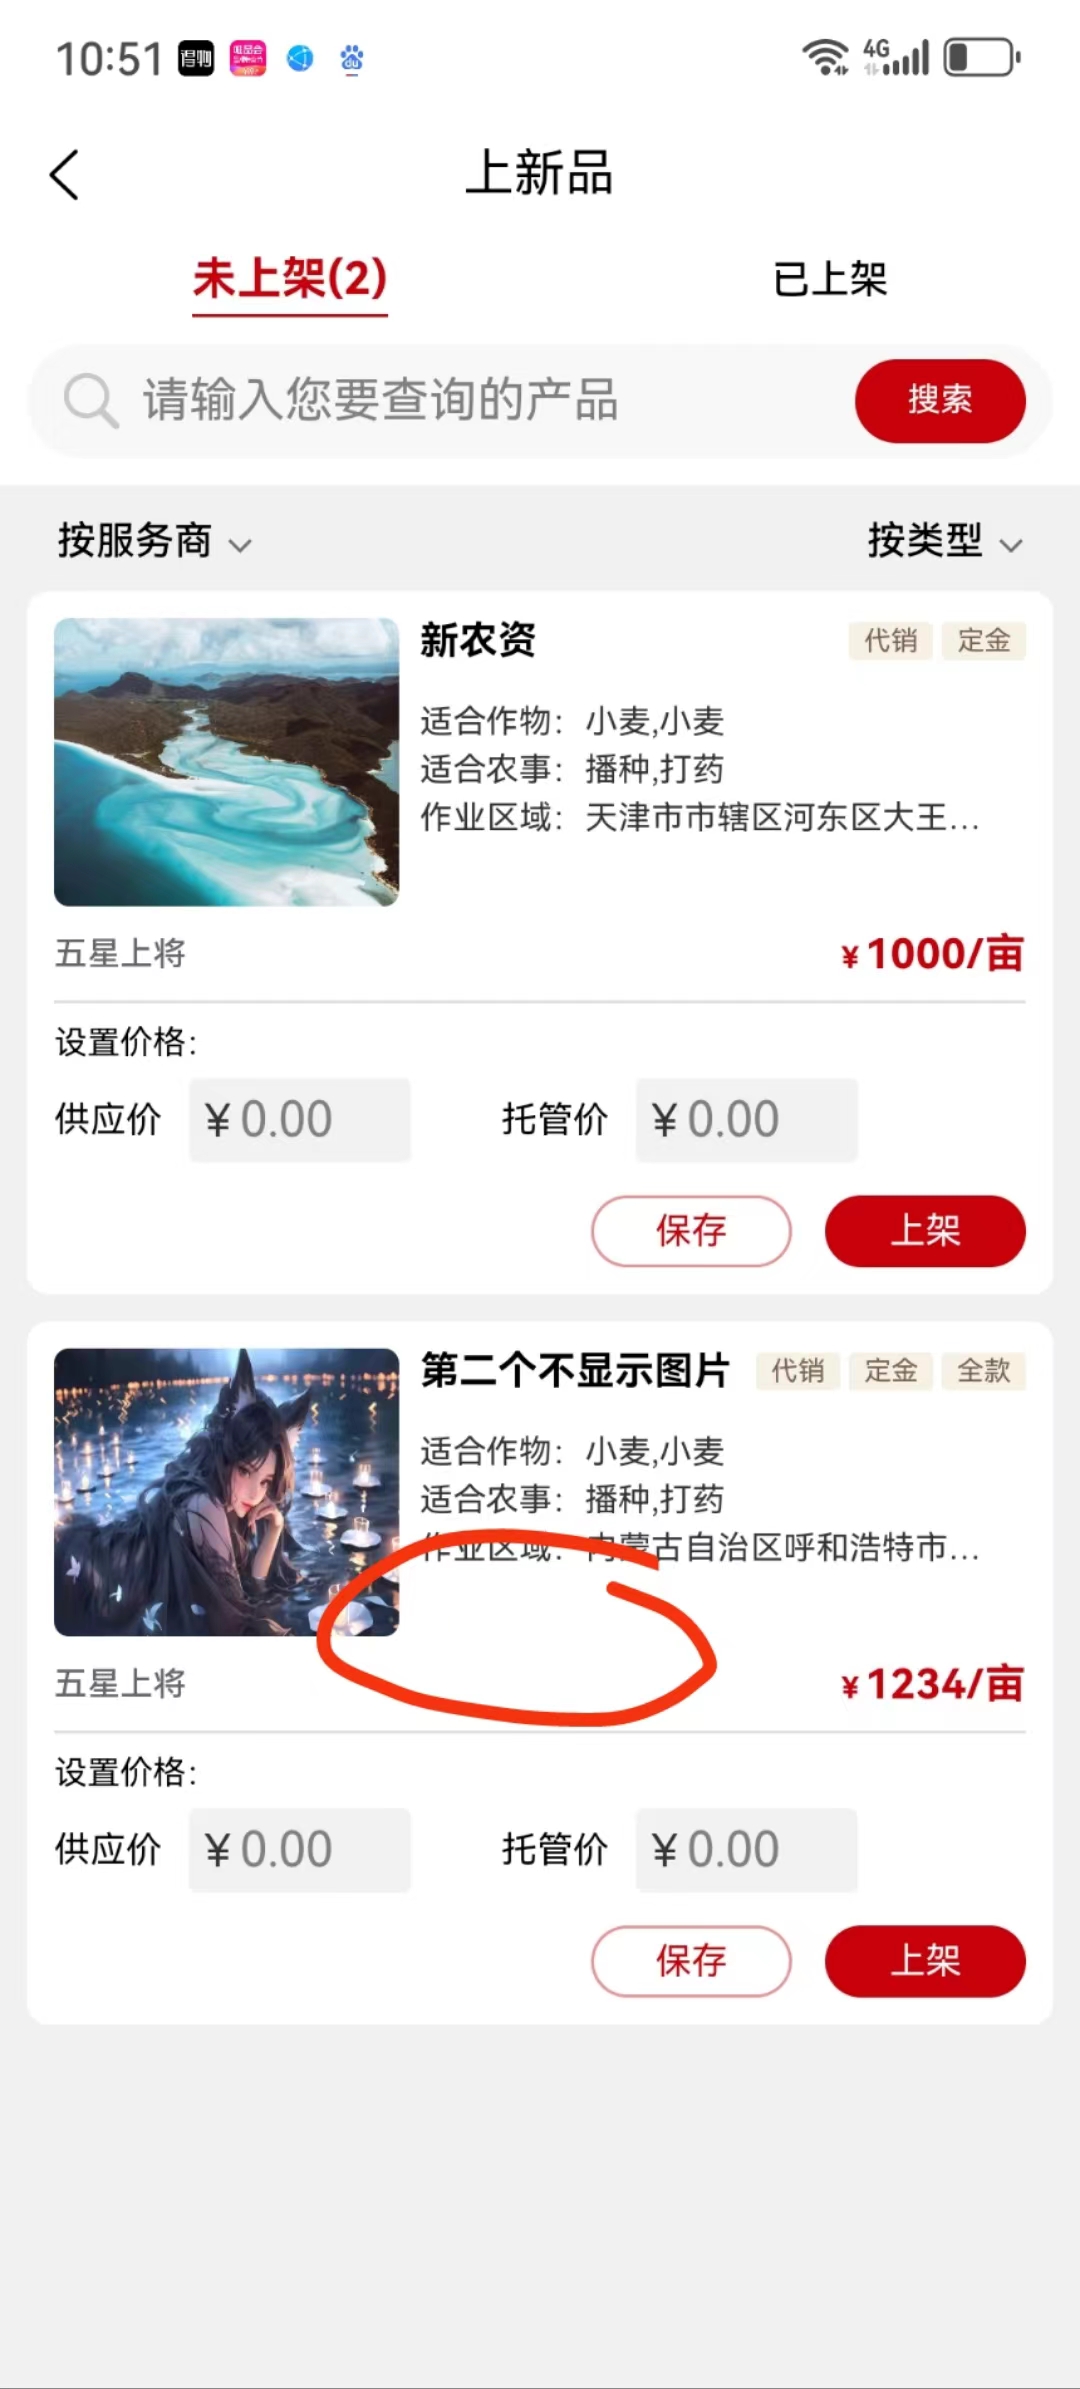 10:51 得物 唯品会 du 4G
上新品
未上架(2) 已上架
请输入您要查询的产品 搜索
按服务商 按类型
新农资 代销 定金
适合作物：小麦,小麦
适合农事：播种,打药
作业区域：天津市市辖区河东区大王...
五星上将 ¥1000/亩
设置价格:
供应价 ¥0.00 托管价 ¥0.00
保存 上架
第二个不显示图片 代销 定金 全款
适合作物：小麦,小麦
适合农事：播种,打药
作业区域：内蒙古自治区呼和浩特市...
五星上将 ¥1234/亩
设置价格:
供应价 ¥0.00 托管价 ¥0.00
保存 上架